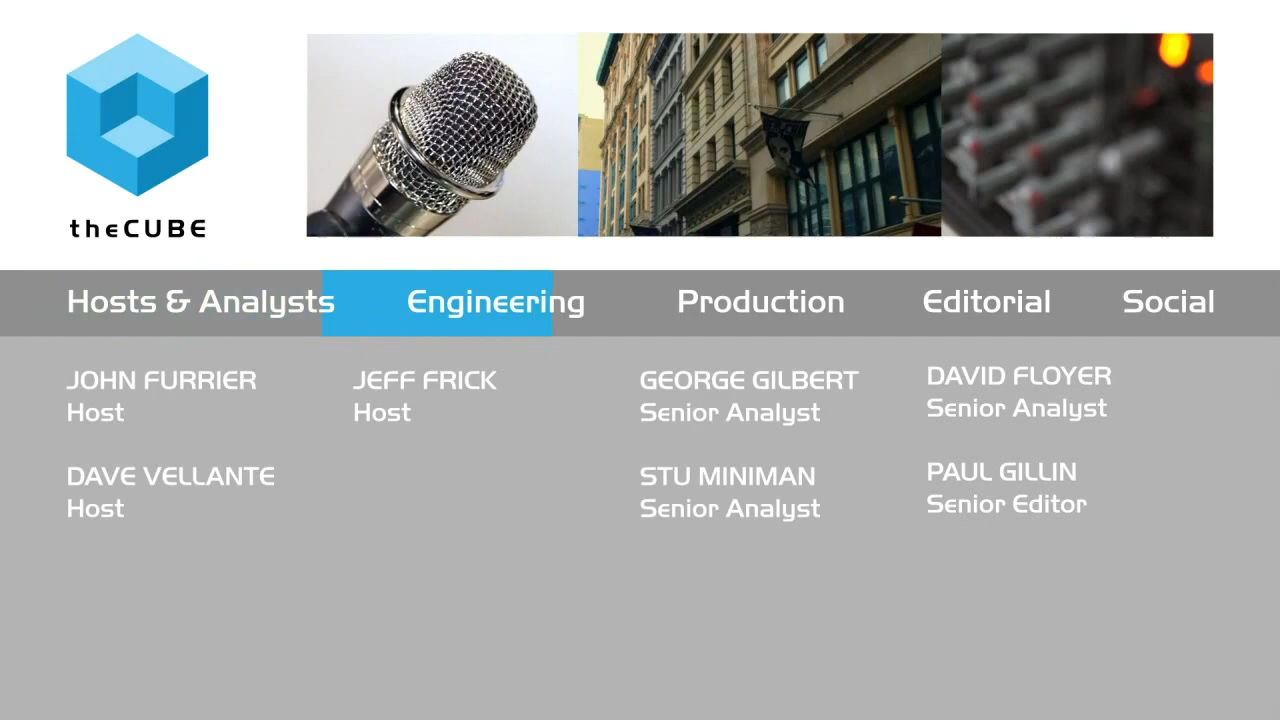 theCUBE
Hosts & Analysts
Engineering
Production
Editorial
Social
JOHN FURRIER
Host
DAVE VELLANTE
Host
JEFF FRICK
Host
GEORGE GILBERT
Senior Analyst
STU MINIMAN
Senior Analyst
DAVID FLOYER
Senior Analyst
PAUL GILLIN
Senior Editor